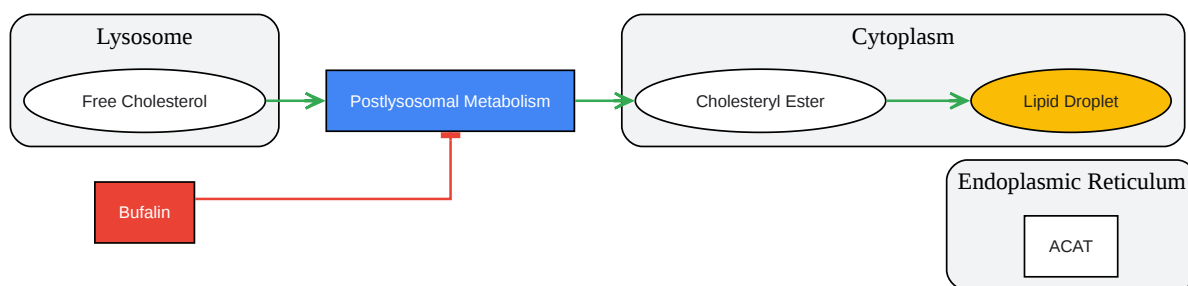 Lysosome
Cytoplasm
Free Cholesterol
Postlysosomal Metabolism
Cholesteryl Ester
Lipid Droplet
Endoplasmic Reticulum
Bufalin
ACAT